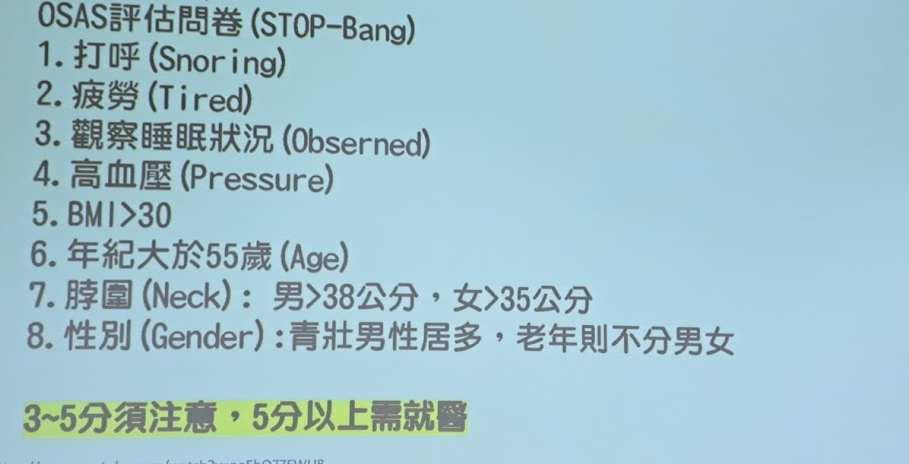 OSAS評估問卷(STOP-Bang)
1. 打呼(Snoring)
2. 疲勞(Tired)
3. 觀察睡眠狀況(Obserned)
4. 高血壓(Pressure)
5. BMI>30
6. 年紀大於55歲(Age)
7. 脖圍(Neck): 男>38公分,女>35公分
8. 性別(Gender):青壯男性居多,老年則不分男女
3~5分須注意,5分以上需就醫